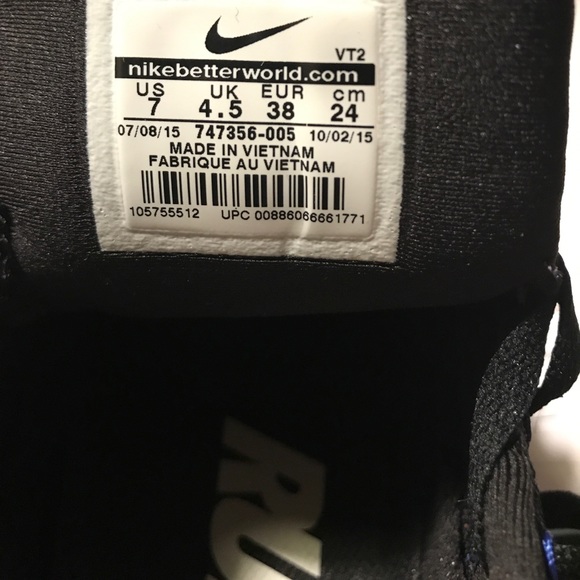 VT2
nikebetterworld.com
US UK EUR cm
7 4.5 38 24
07/08/15 747356-005 10/02/15
MADE IN VIETNAM
FABRIQUE AU VIETNAM
105755512 UPC 00886066661771
RU